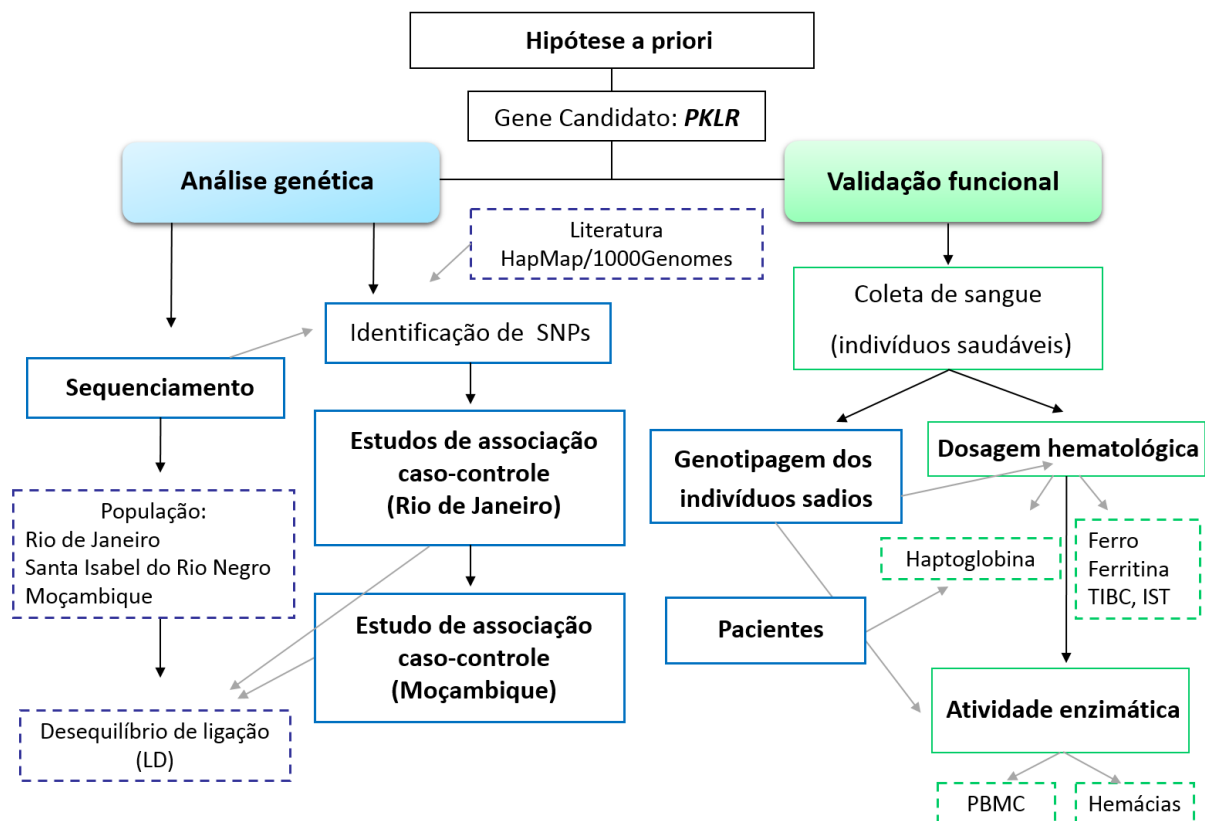 Hipótese a priori
Gene Candidato: PKLR
Análise genética
Validação funcional
Literatura
HapMap/1000Genomes
Coleta de sangue
(indivíduos saudáveis)
Identificação de SNPs
Sequenciamento
Estudos de associação
caso-controle
(Rio de Janeiro)
Genotipagem dos
indivíduos sadios
Dosagem hematológica
População:
Rio de Janeiro
Santa Isabel do Rio Negro
Moçambique
Haptoglobina
Ferro
Ferritina
TIBC, IST
Estudo de associação
caso-controle
(Moçambique)
Pacientes
Desequilíbrio de ligação
(LD)
Atividade enzimática
PBMC
Hemácias